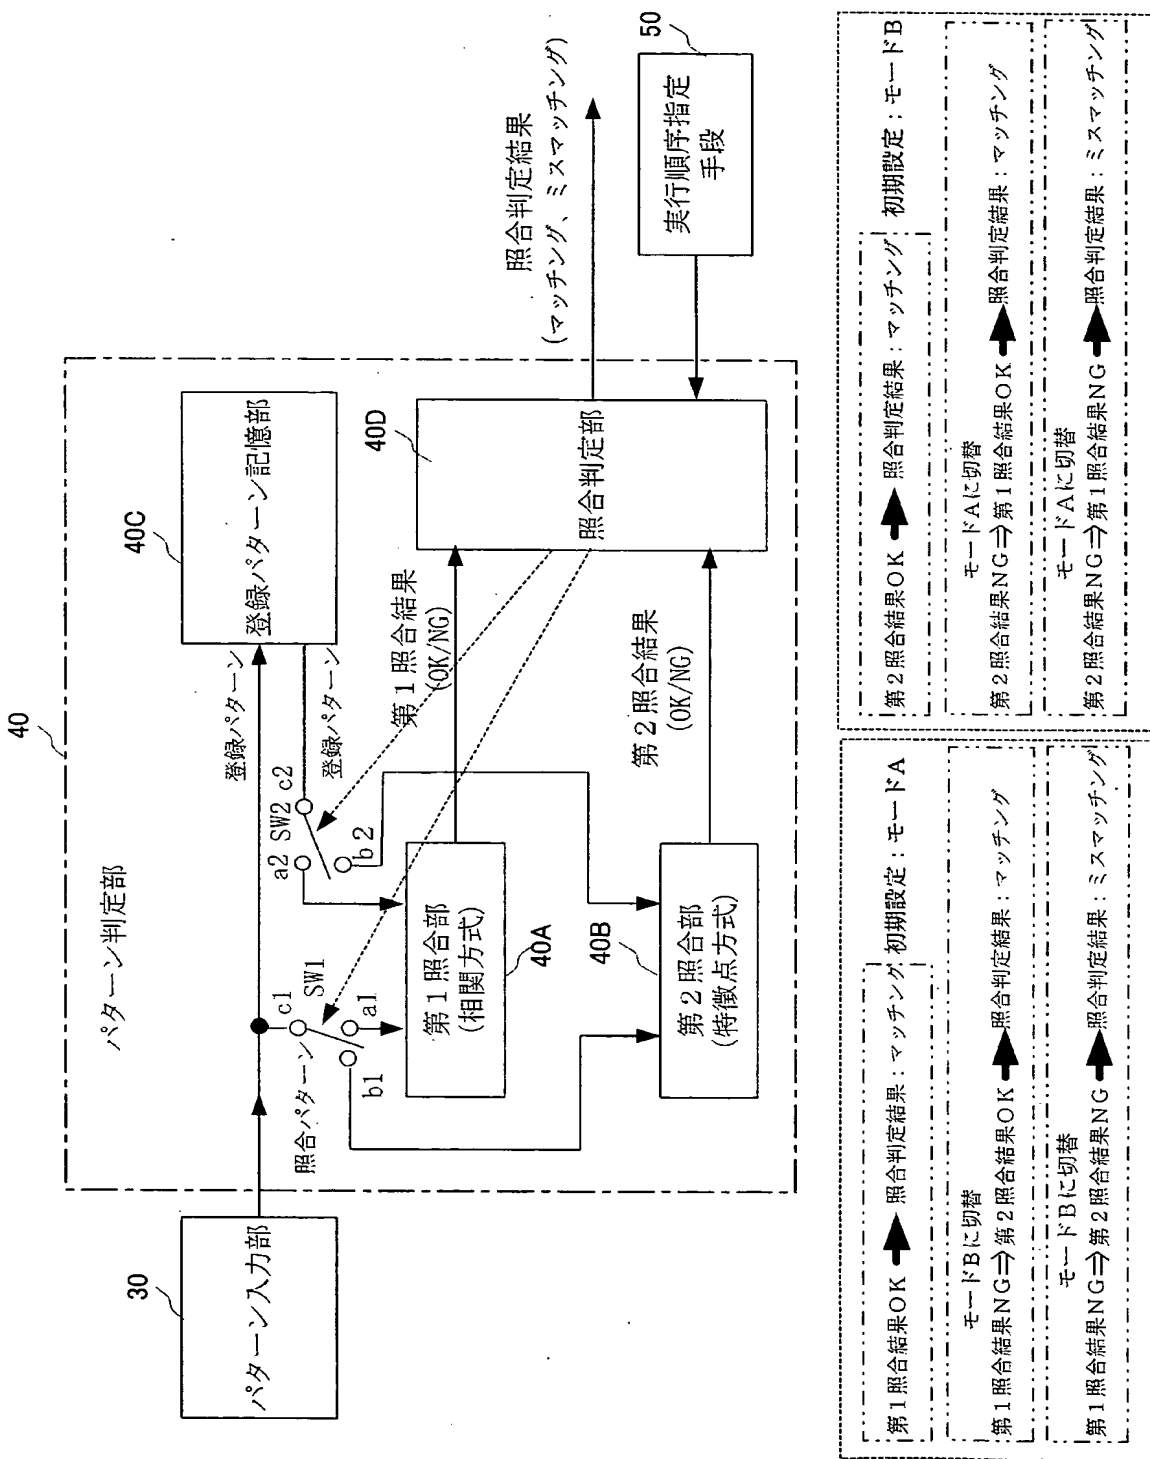 30
パターン入力部
40
パターン判定部
登録パターン
40C
登録パターン記憶部
登録パターン
照合パターン
c1
SW1
a1
b1
a2
SW2
c2
b2
第1照合部
(相関方式)
40A
第1照合結果
(OK/NG)
40B
第2照合部
(特徴点方式)
第2照合結果
(OK/NG)
40D
照合判定部
照合判定結果
(マッチング、ミスマッチング)
50
実行順序指定
手段
初期設定：モードA
第1照合結果OK➡照合判定結果：マッチング
モードBに切替
第1照合結果NG⇒第2照合結果OK➡照合判定結果：マッチング
モードBに切替
第1照合結果NG⇒第2照合結果NG➡照合判定結果：ミスマッチング
初期設定：モードB
第2照合結果OK➡照合判定結果：マッチング
モードAに切替
第2照合結果NG⇒第1照合結果OK➡照合判定結果：マッチング
モードAに切替
第2照合結果NG⇒第1照合結果NG➡照合判定結果：ミスマッチング